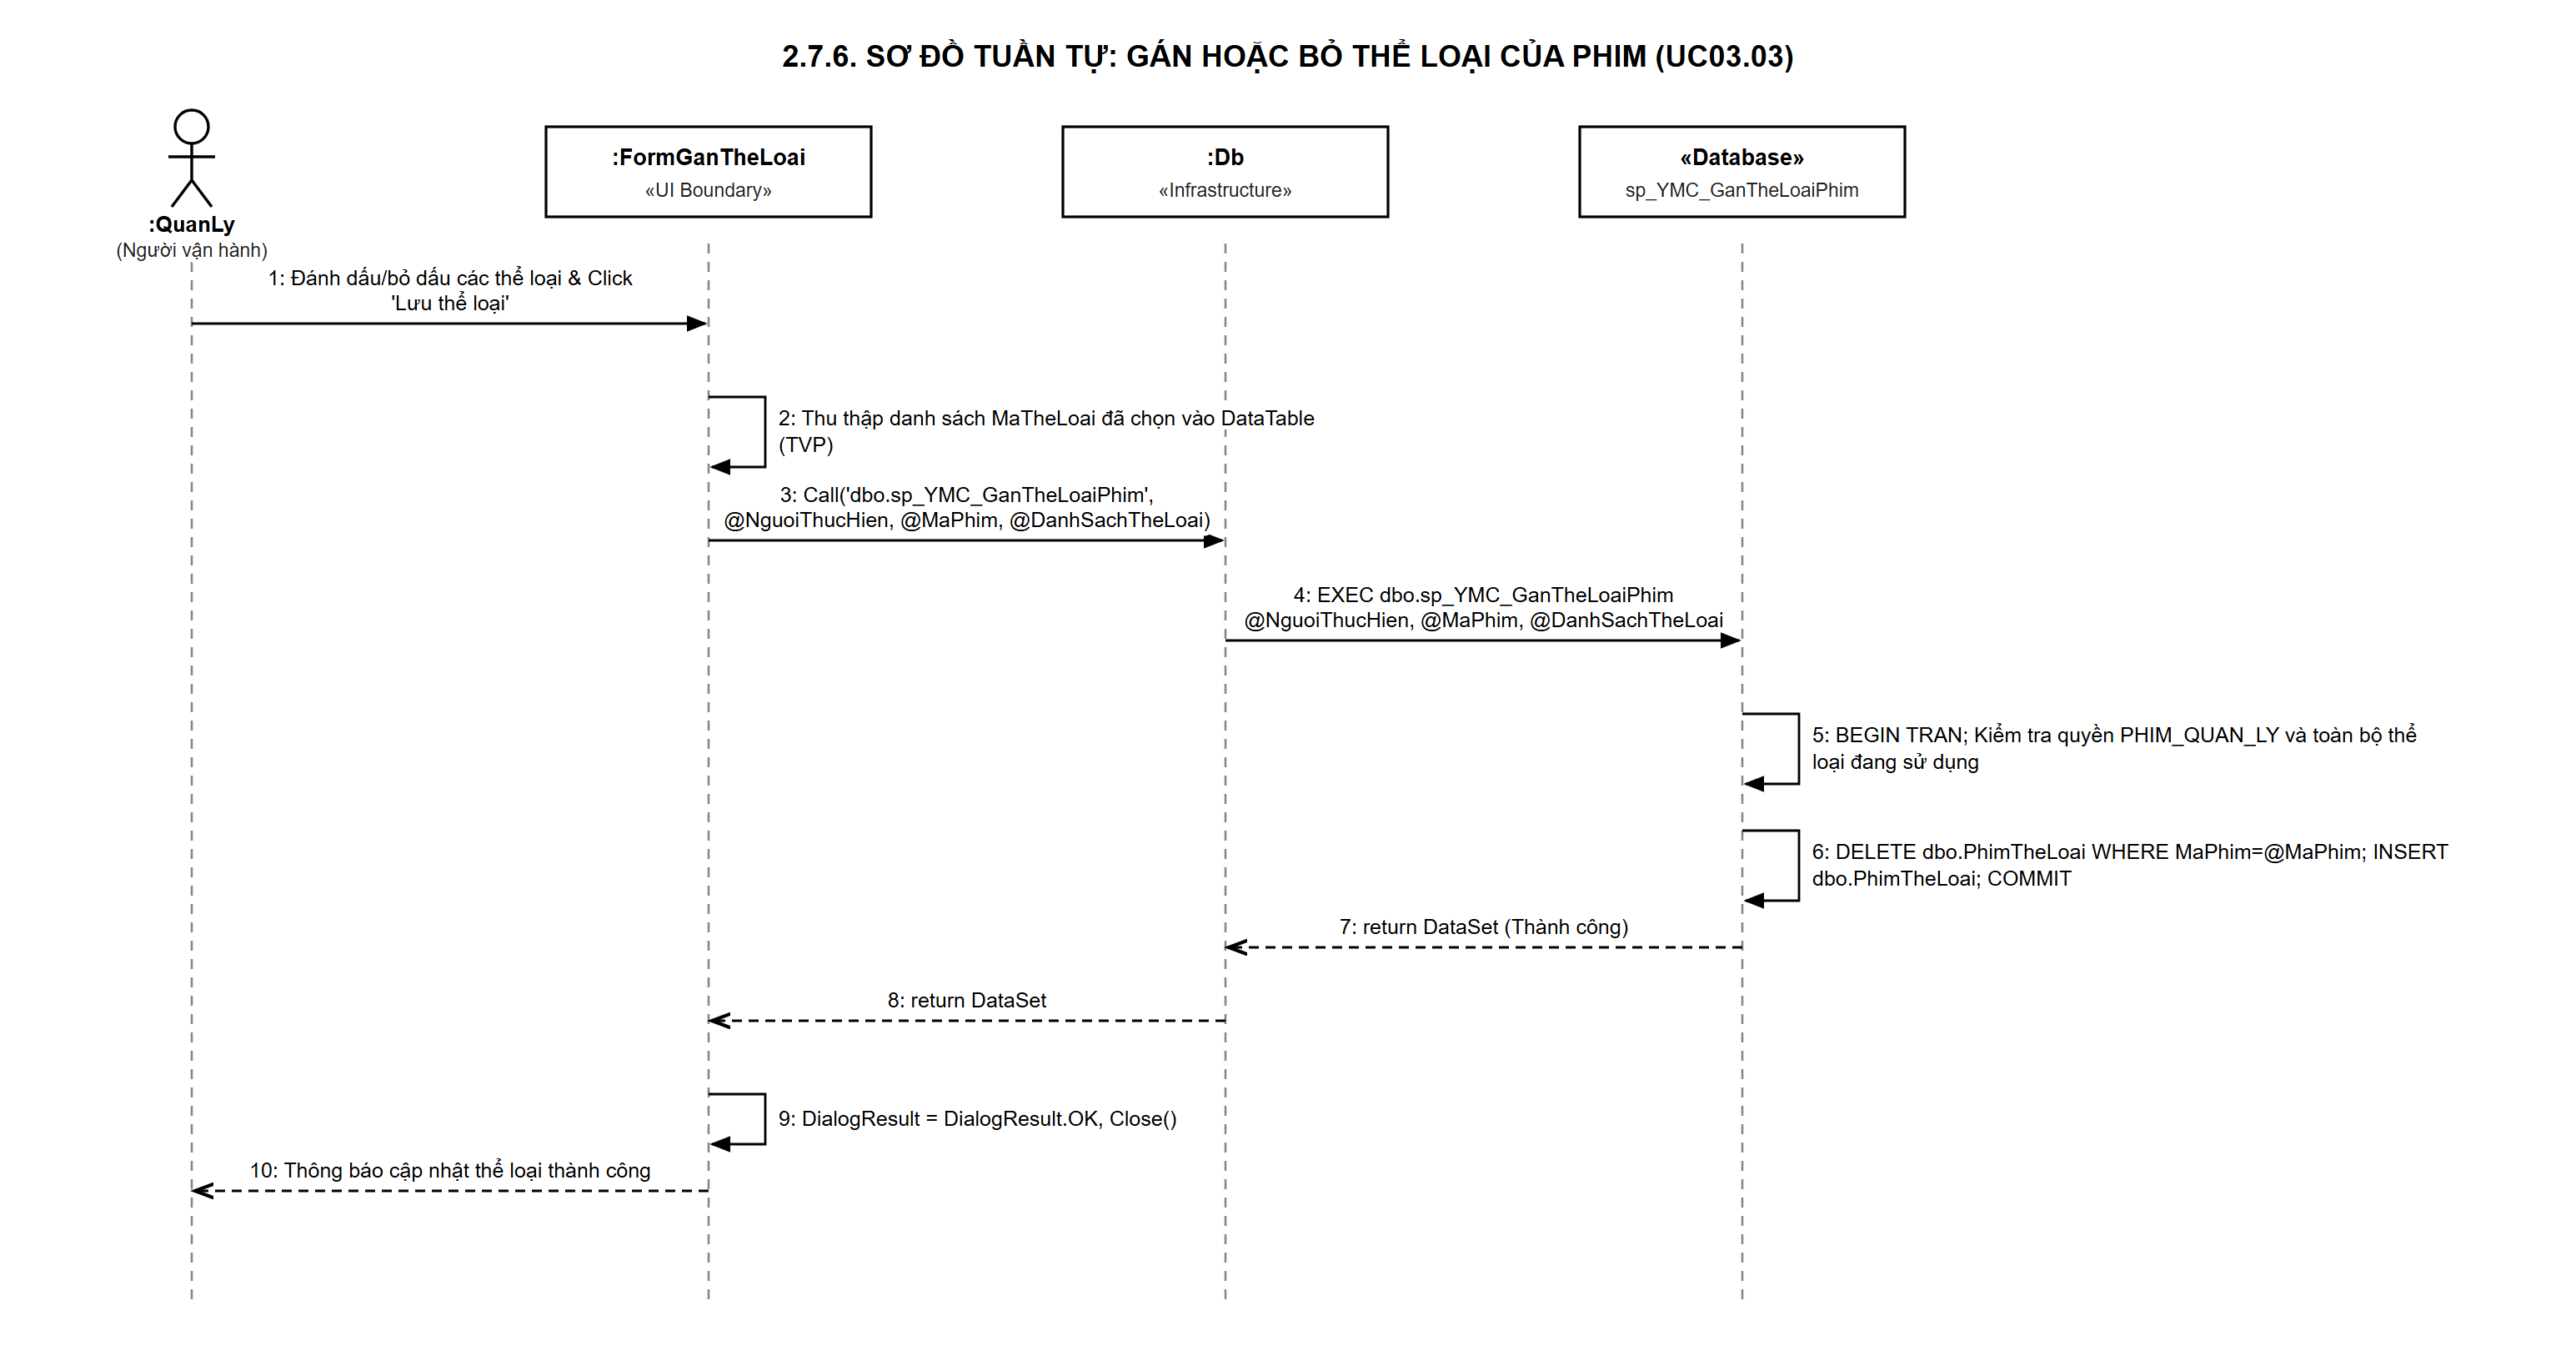 2.7.6. SƠ ĐỒ TUẦN TỰ: GÁN HOẶC BỎ THỂ LOẠI CỦA PHIM (UC03.03)
:QuanLy
(Người vận hành)
:FormGanTheLoai
«UI Boundary»
:Db
«Infrastructure»
«Database»
sp_YMC_GanTheLoaiPhim
1: Đánh dấu/bỏ dấu các thể loại & Click
'Lưu thể loại'
2: Thu thập danh sách MaTheLoai đã chọn vào DataTable
(TVP)
3: Call('dbo.sp_YMC_GanTheLoaiPhim',
@NguoiThucHien, @MaPhim, @DanhSachTheLoai)
4: EXEC dbo.sp_YMC_GanTheLoaiPhim
@NguoiThucHien, @MaPhim, @DanhSachTheLoai
5: BEGIN TRAN; Kiểm tra quyền PHIM_QUAN_LY và toàn bộ thể
loại đang sử dụng
6: DELETE dbo.PhimTheLoai WHERE MaPhim=@MaPhim; INSERT
dbo.PhimTheLoai; COMMIT
7: return DataSet (Thành công)
8: return DataSet
9: DialogResult = DialogResult.OK, Close()
10: Thông báo cập nhật thể loại thành công